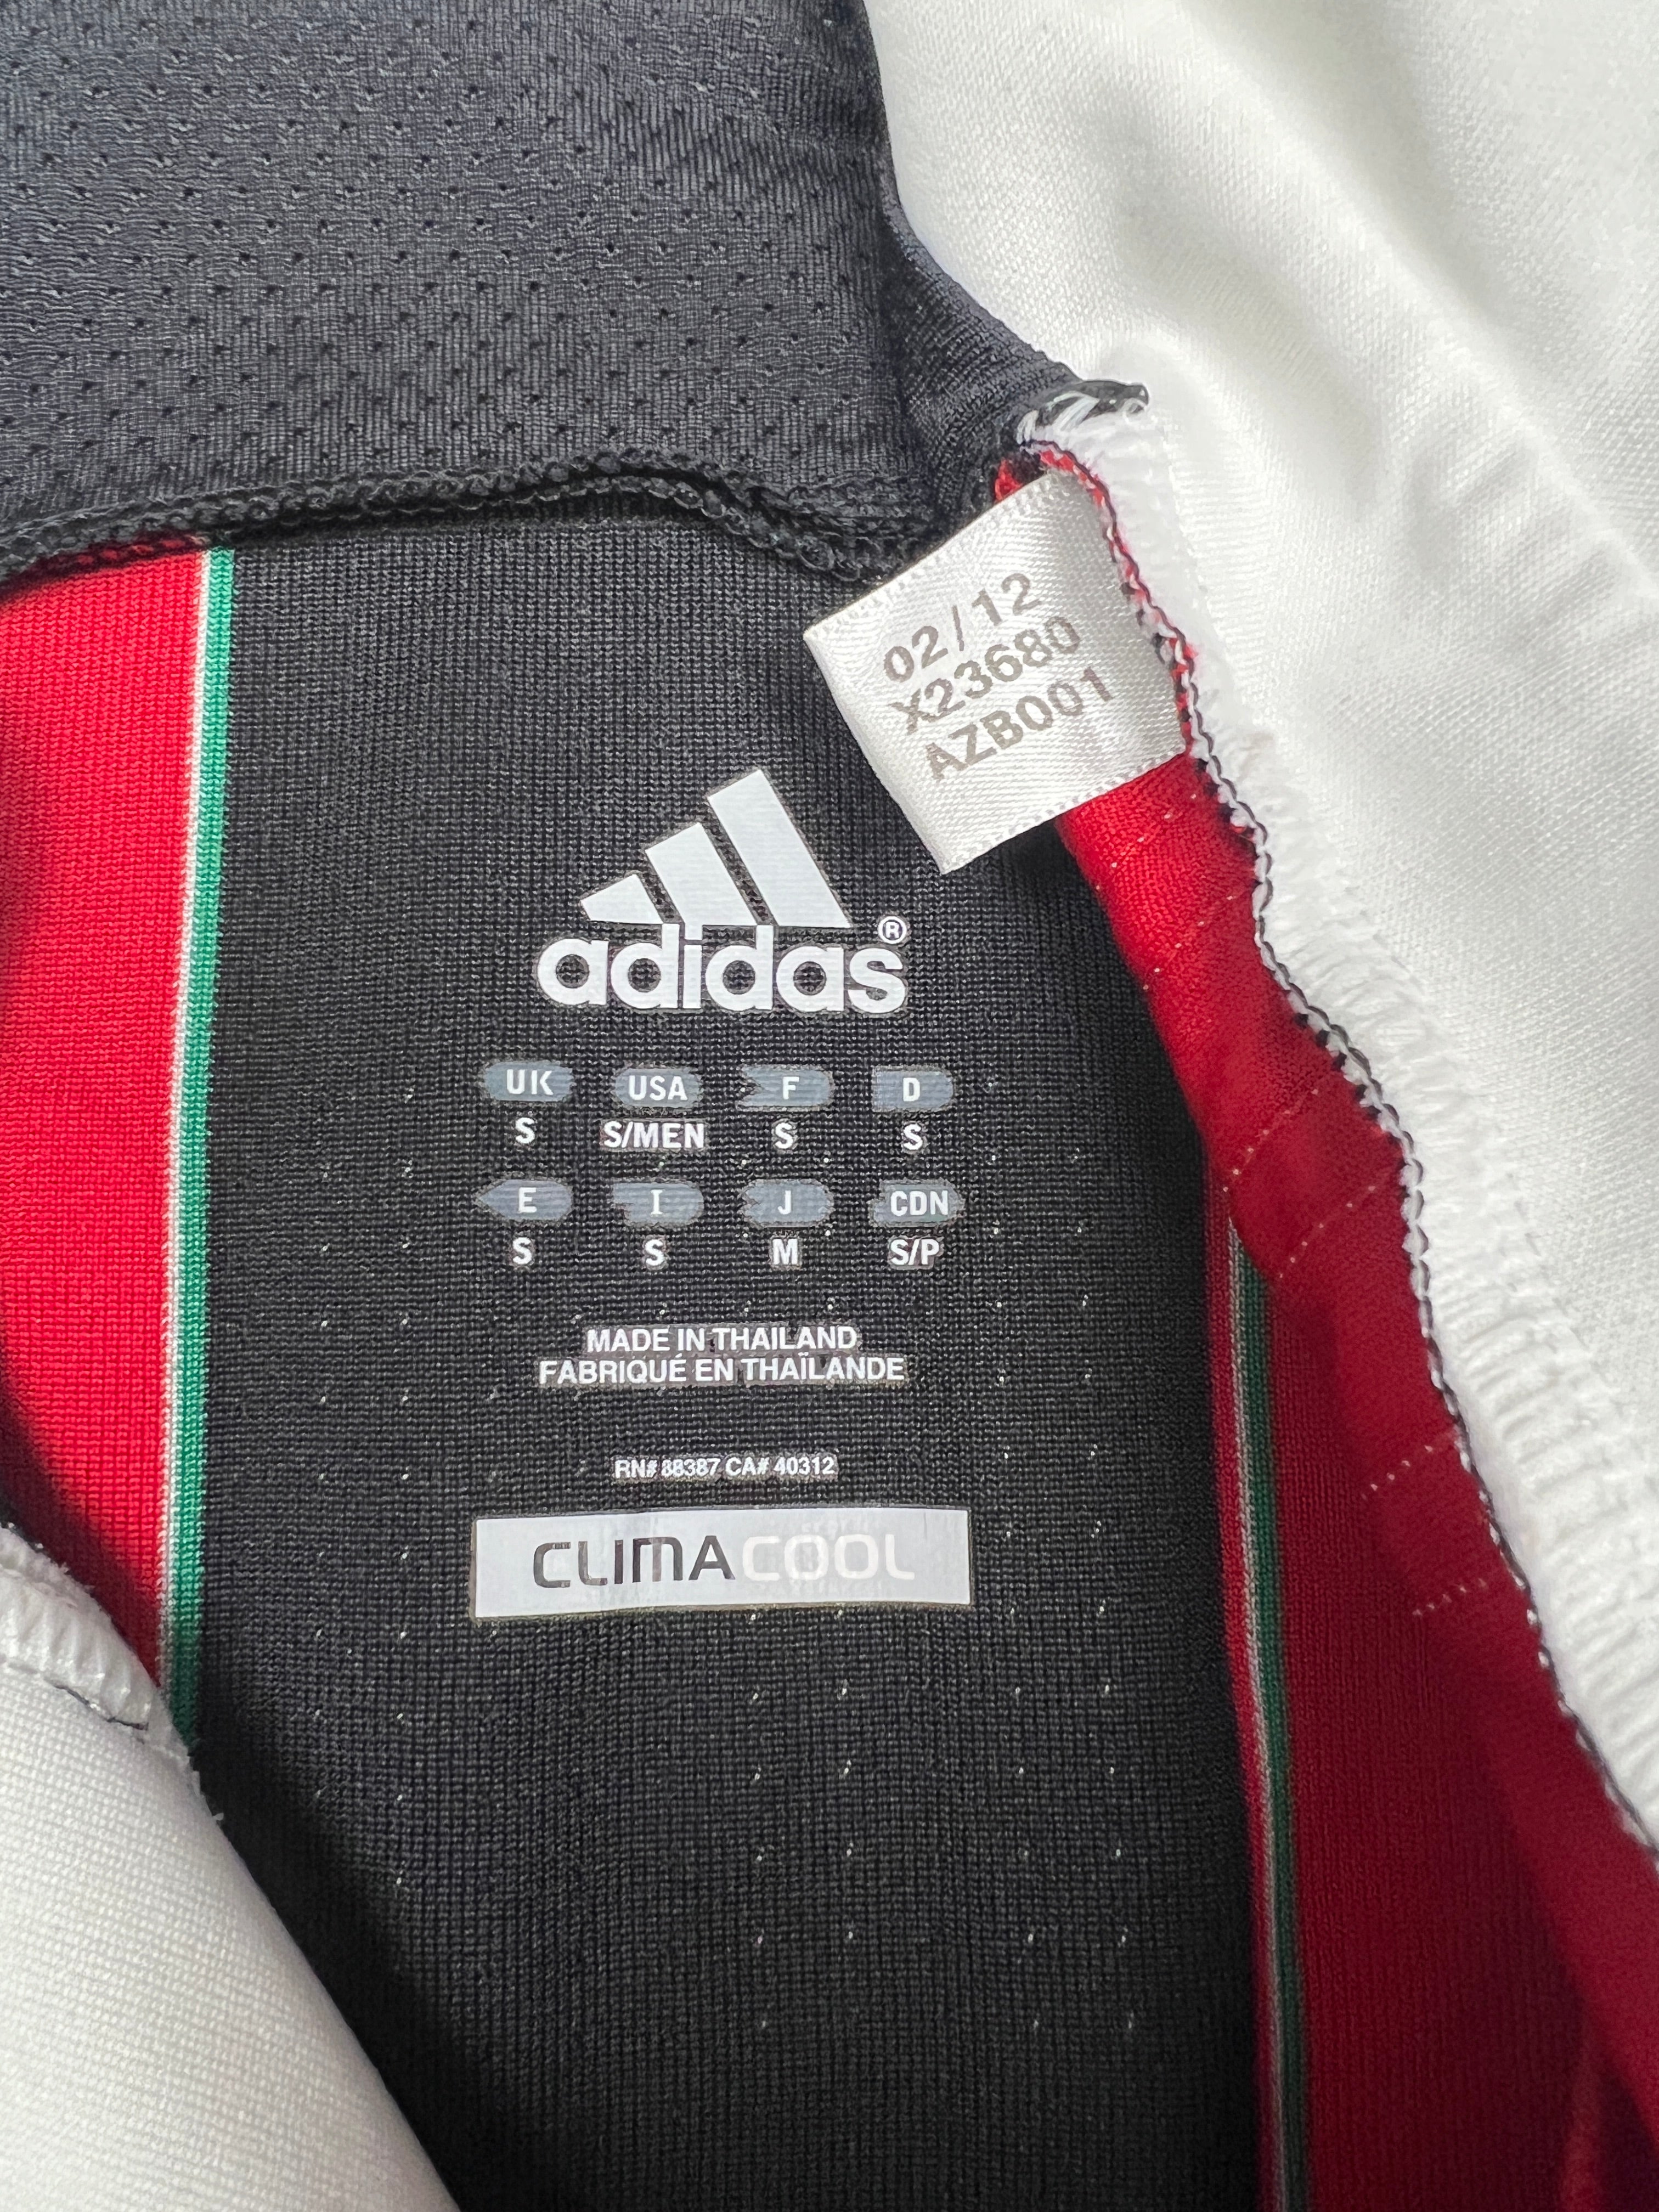 02/12
X23680
AZB001
adidas®
UK USA F D
S S/MEN S S
E I J CDN
S S M S/P
MADE IN THAILAND
FABRIQUÉ EN THAÏLANDE
RN# 88387 CA# 40312
CLIMACOOL